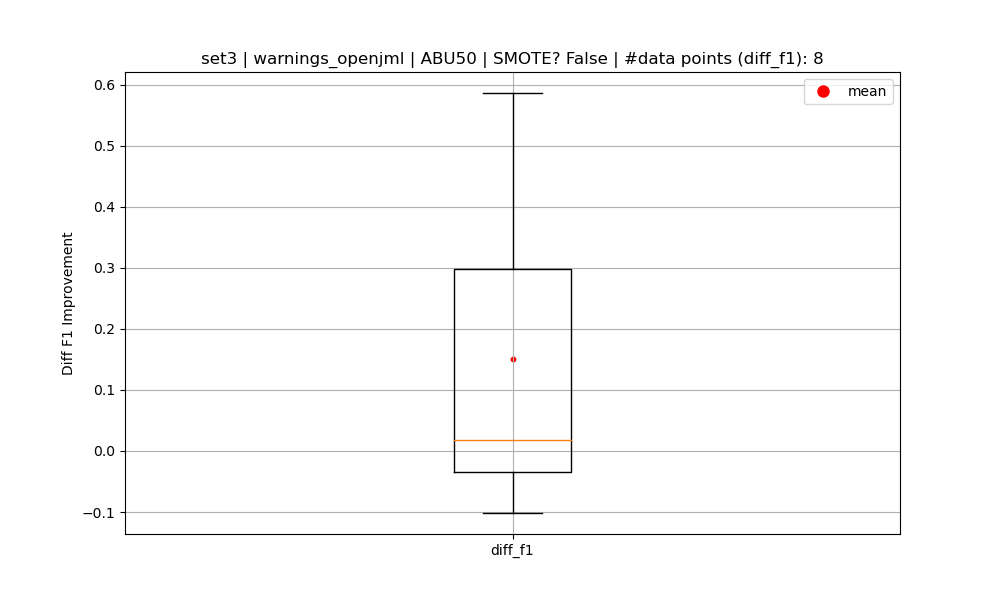 set3 | warnings_openjml | ABU50 | SMOTE? False | #data points (diff_f1): 8
mean
0.6
0.5
0.4
0.3
0.2
0.1
0.0
−0.1
Diff F1 Improvement
diff_f1